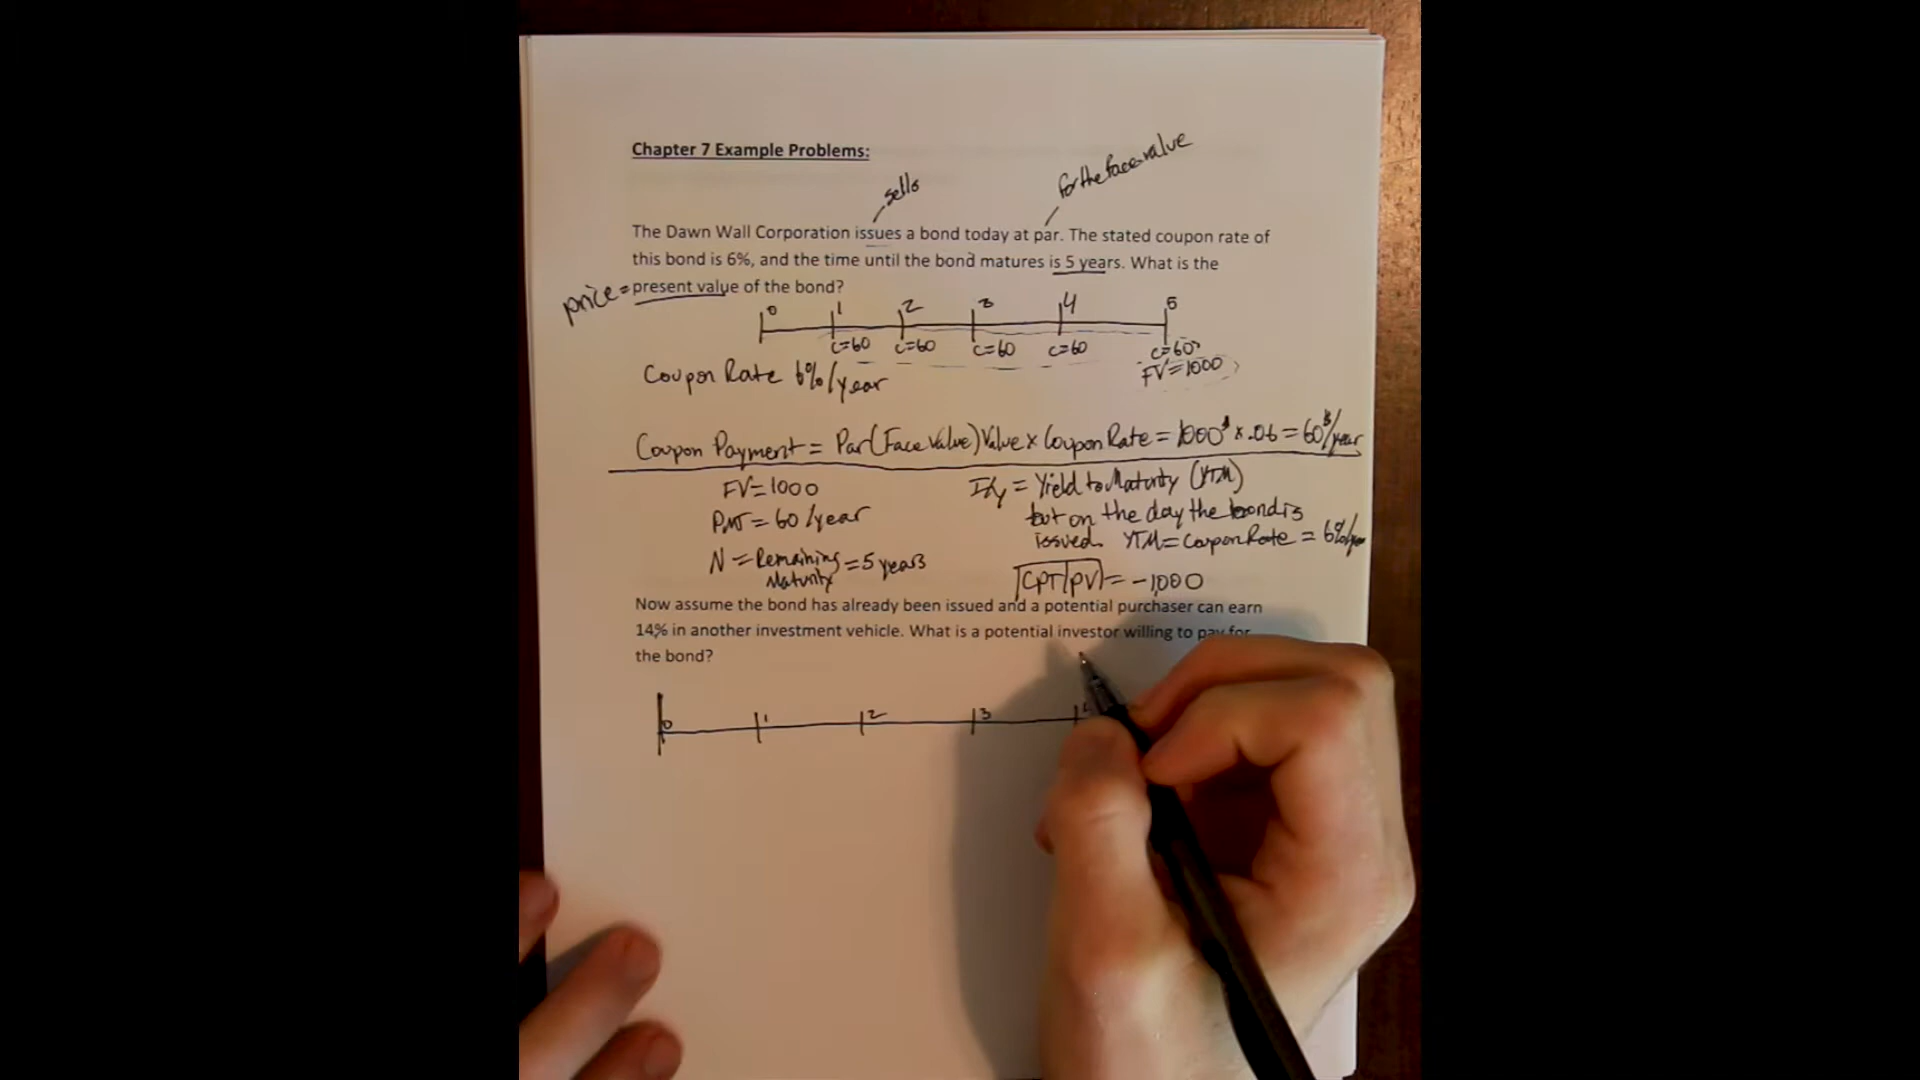 Chapter 7 Example Problems:
sells
for the face value
The Dawn Wall Corporation issues a bond today at par. The stated coupon rate of
this bond is 6%, and the time until the bond matures is 5 years. What is the
price = present value of the bond?
0 1 2 3 4 5
C=60 C=60 C=60 C=60 C=60
FV=1000
Coupon Rate 6%/year
Coupon Payment = Par (Face Value) Value × Coupon Rate = 1000 × .06 = 60$/year
FV=1000
PMT = 60/year
N = Remaining Maturity = 5 years
I/y = Yield to Maturity (YTM)
but on the day the bond is
issued YTM = Coupon Rate = 6%/year
CPT PV = -1,000
Now assume the bond has already been issued and a potential purchaser can earn
14% in another investment vehicle. What is a potential investor willing to pay for
the bond?
0 1 2 3